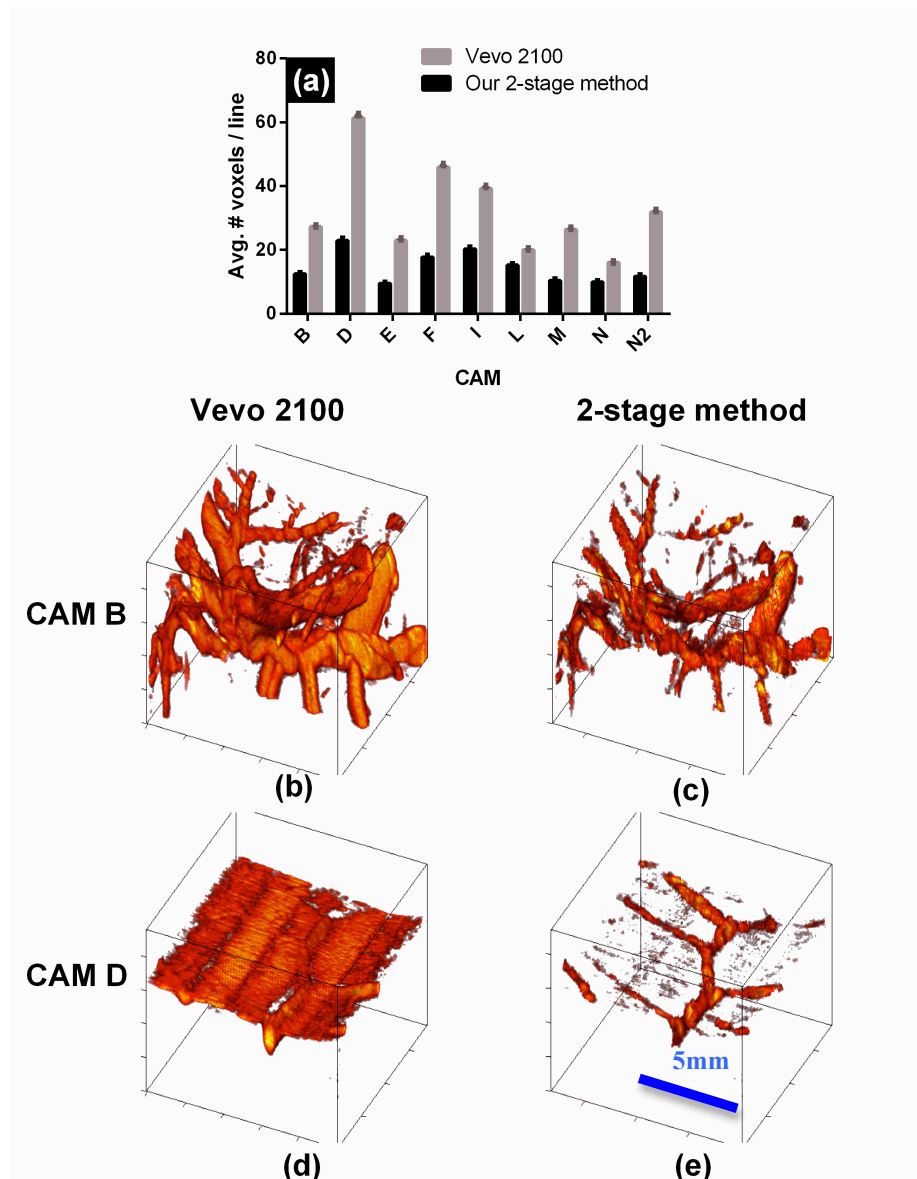 (a)
Vevo 2100
Our 2-stage method
Avg. # voxels / line
80
60
40
20
0
B D E F I L M N N2
CAM
Vevo 2100 2-stage method
CAM B
(b) (c)
CAM D
5mm
(d) (e)